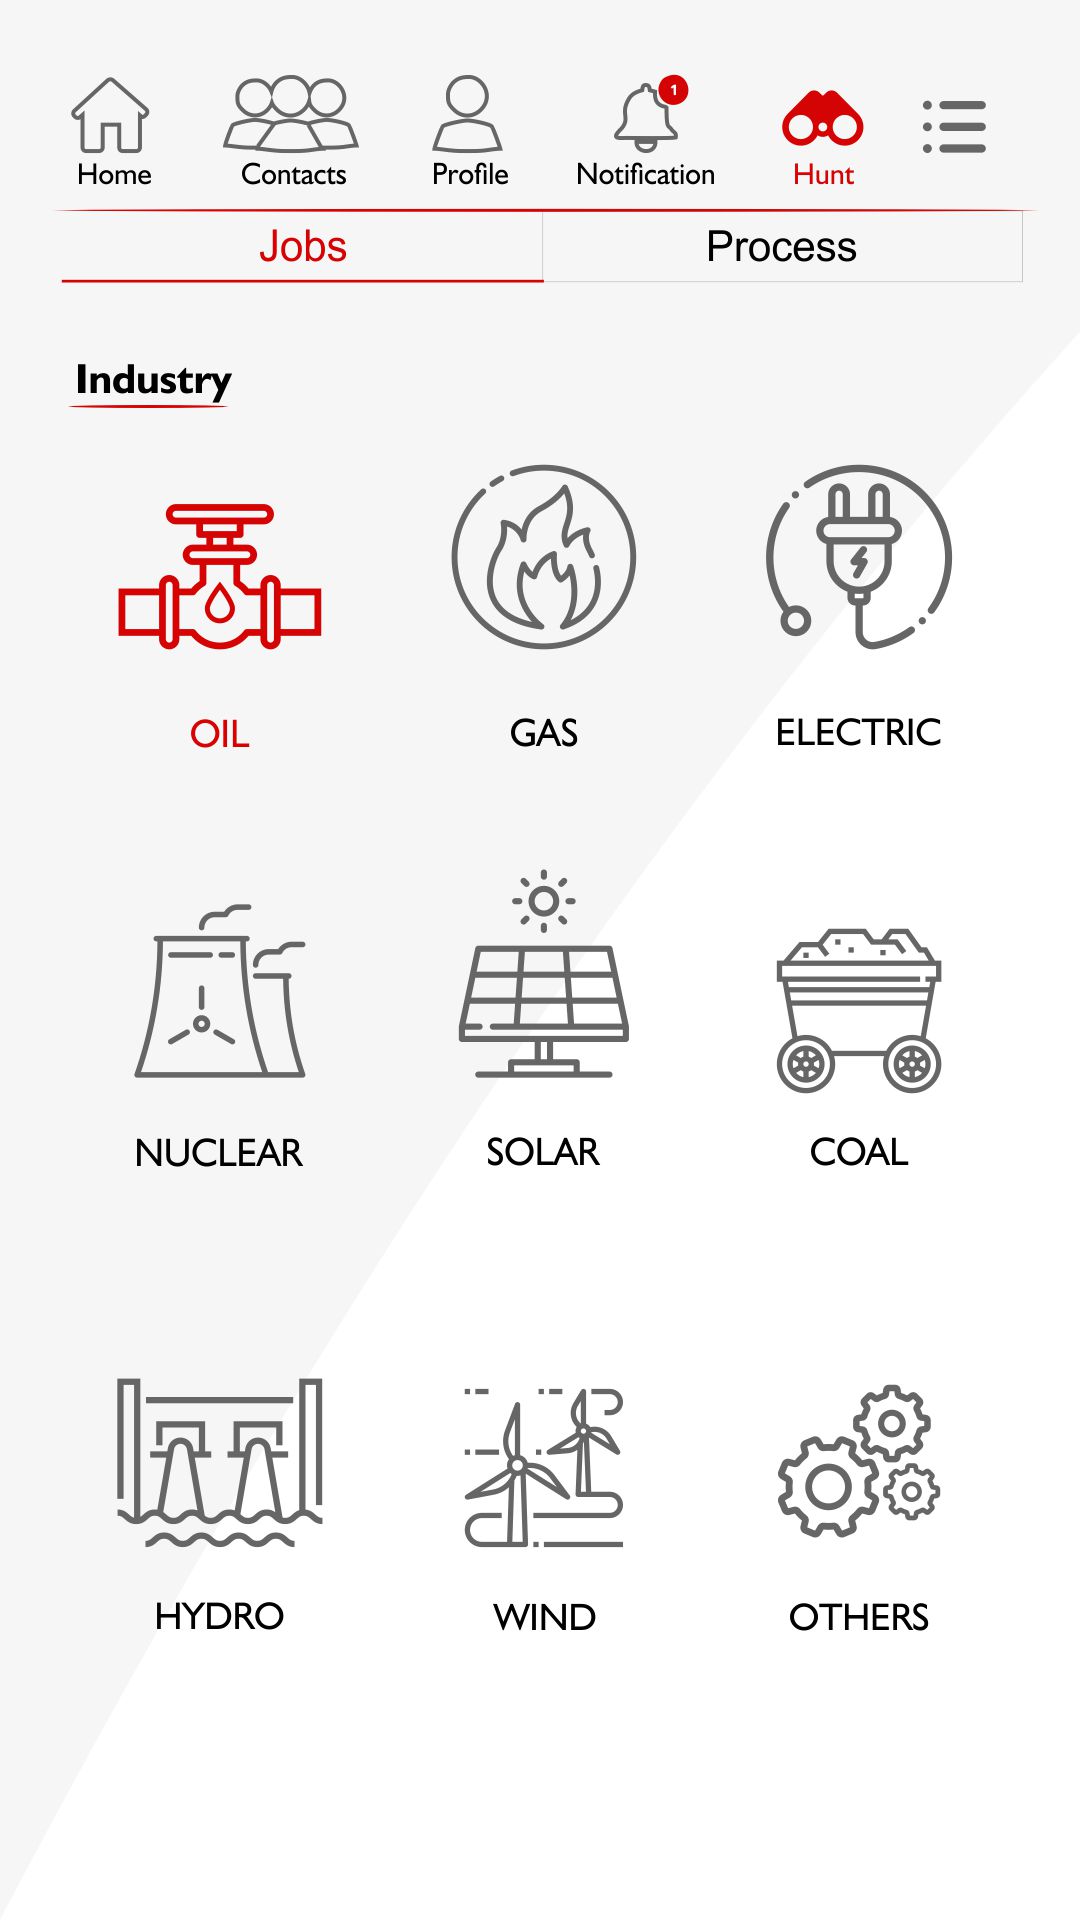 1
Home Contacts Profile Notification Hunt
Jobs Process
Industry
OIL GAS ELECTRIC
NUCLEAR SOLAR COAL
HYDRO WIND OTHERS